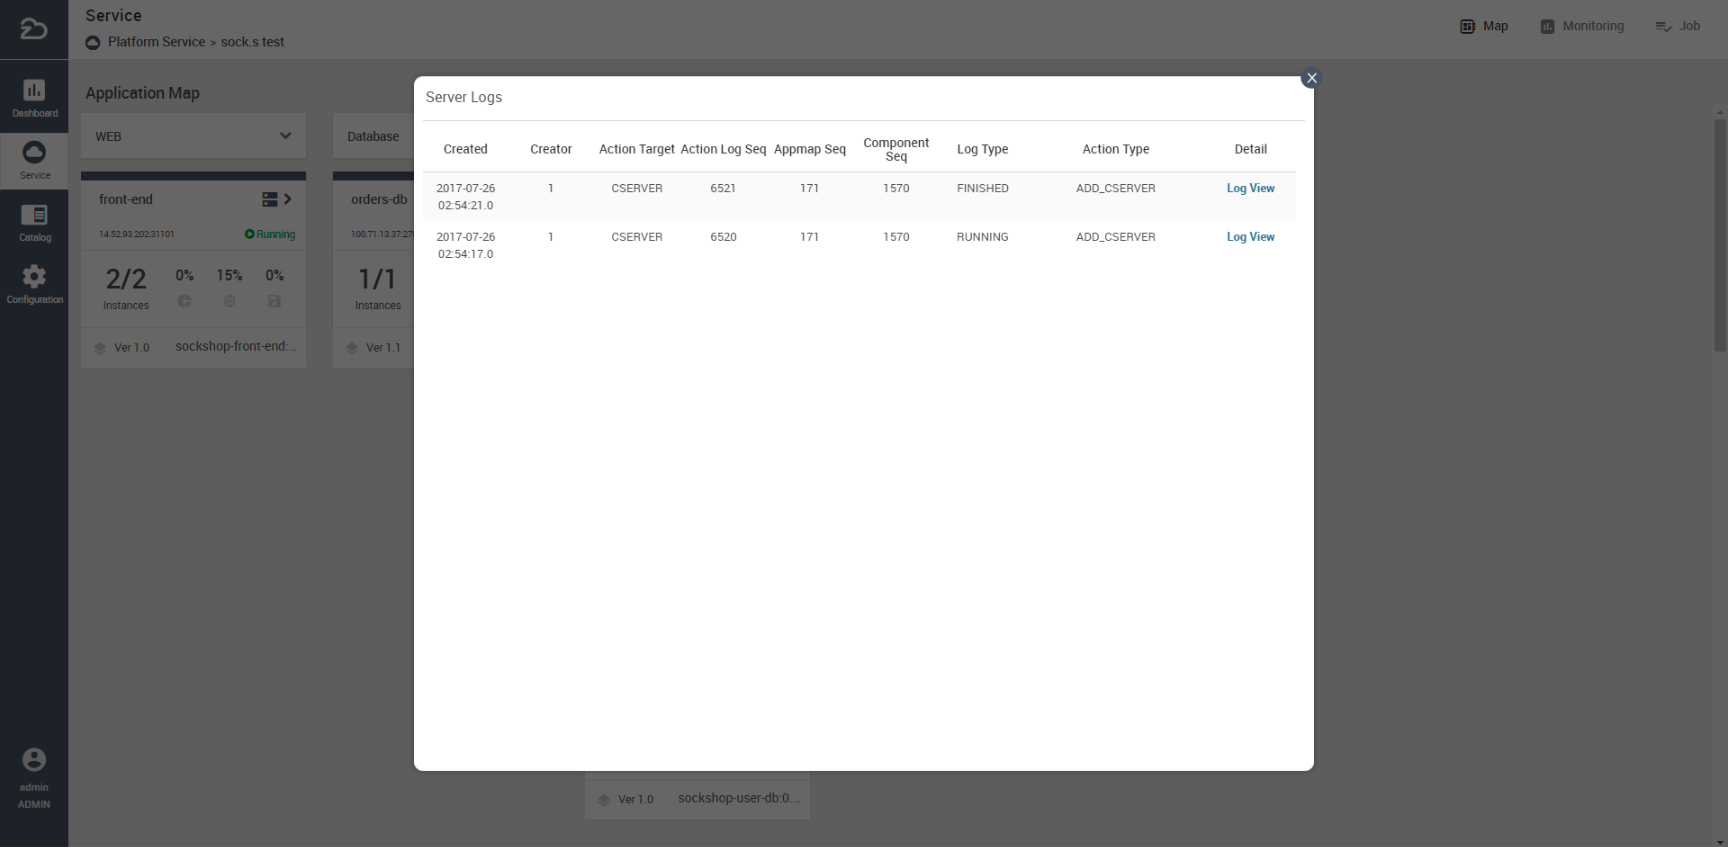 Service
Platform Service > sock.s test
Map
Monitoring
Job
Dashboard
Service
Catalog
Configuration
admin
ADMIN
Application Map
WEB
Database
front-end
14.52.93.202:31101
Running
2/2
Instances
0%
15%
0%
Ver 1.0
sockshop-front-end:...
orders-db
100.71.13.37:27
1/1
Instances
Ver 1.1
Server Logs
Created Creator Action Target Action Log Seq Appmap Seq Component Seq Log Type Action Type Detail
2017-07-26 02:54:21.0 1 CSERVER 6521 171 1570 FINISHED ADD_CSERVER Log View
2017-07-26 02:54:17.0 1 CSERVER 6520 171 1570 RUNNING ADD_CSERVER Log View
Ver 1.0
sockshop-user-db:0...